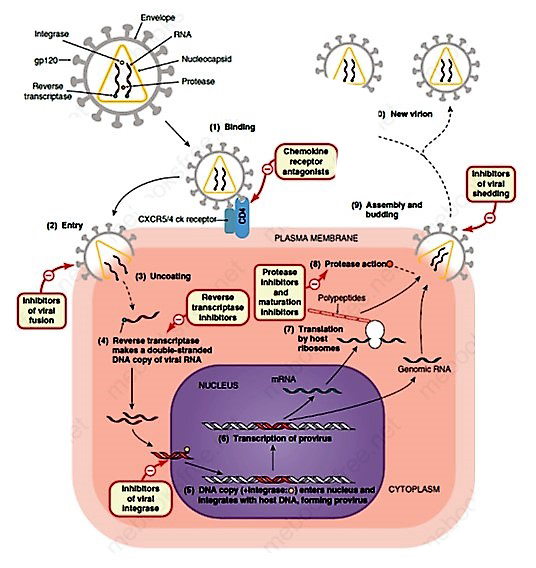 Envelope
Integrase
RNA
gp120
Nucleocapsid
Reverse
transcriptase
Protease
(1) Binding
0) New virion
Chemokine
receptor
antagonists
Inhibitors
of viral
shedding
CXCR5/4 ck receptor
CD4
(9) Assembly and
budding
(2) Entry
PLASMA MEMBRANE
(3) Uncoating
Inhibitors
of viral
fusion
Reverse
transcriptase
inhibitors
Protease
inhibitors
and
maturation
inhibitors
(8) Protease action
Polypeptides
(4) Reverse transcriptase
makes a double-stranded
DNA copy of viral RNA
(7) Translation
by host
ribosomes
Genomic RNA
NUCLEUS
mRNA
(6) Transcription of provirus
Inhibitors
of viral
integrase
(5) DNA copy (+integrase: ) enters nucleus and
integrates with host DNA, forming provirus
CYTOPLASM